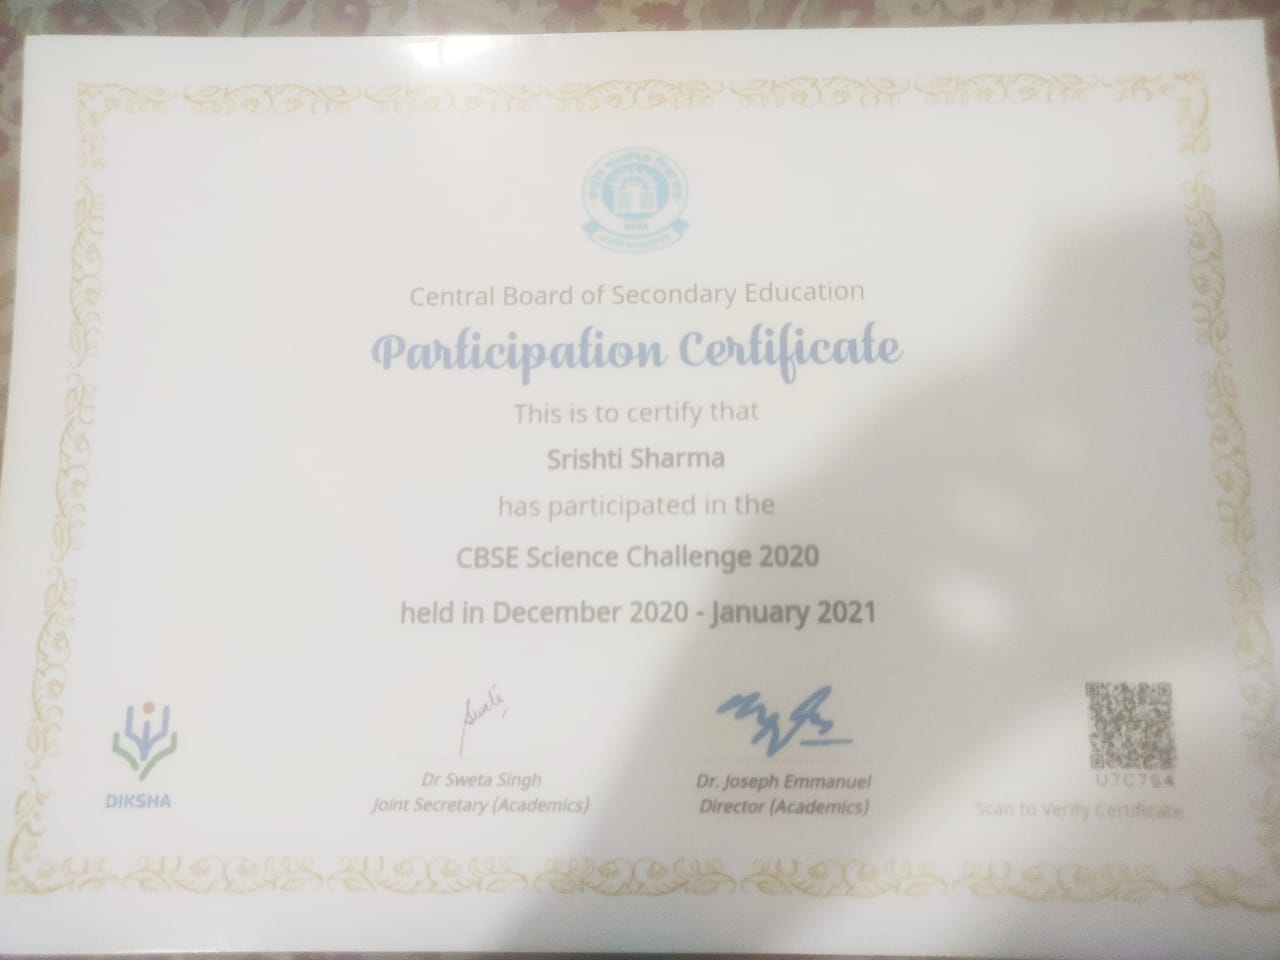 Central Board of Secondary Education
Participation Certificate
This is to certify that
Srishti Sharma
has participated in the
CBSE Science Challenge 2020
held in December 2020 - January 2021
DIKSHA
Sweta
Dr Sweta Singh
Joint Secretary (Academics)
Dr. Joseph Emmanuel
Director (Academics)
U7C7S4
Scan to Verify Certificate